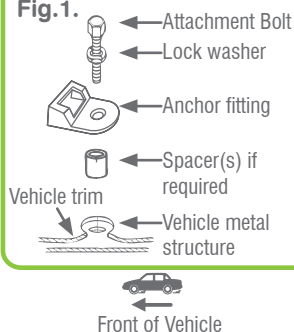 Fig.1.
Attachment Bolt
Lock washer
Anchor fitting
Spacer(s) if
required
Vehicle trim
Vehicle metal
structure
Front of Vehicle